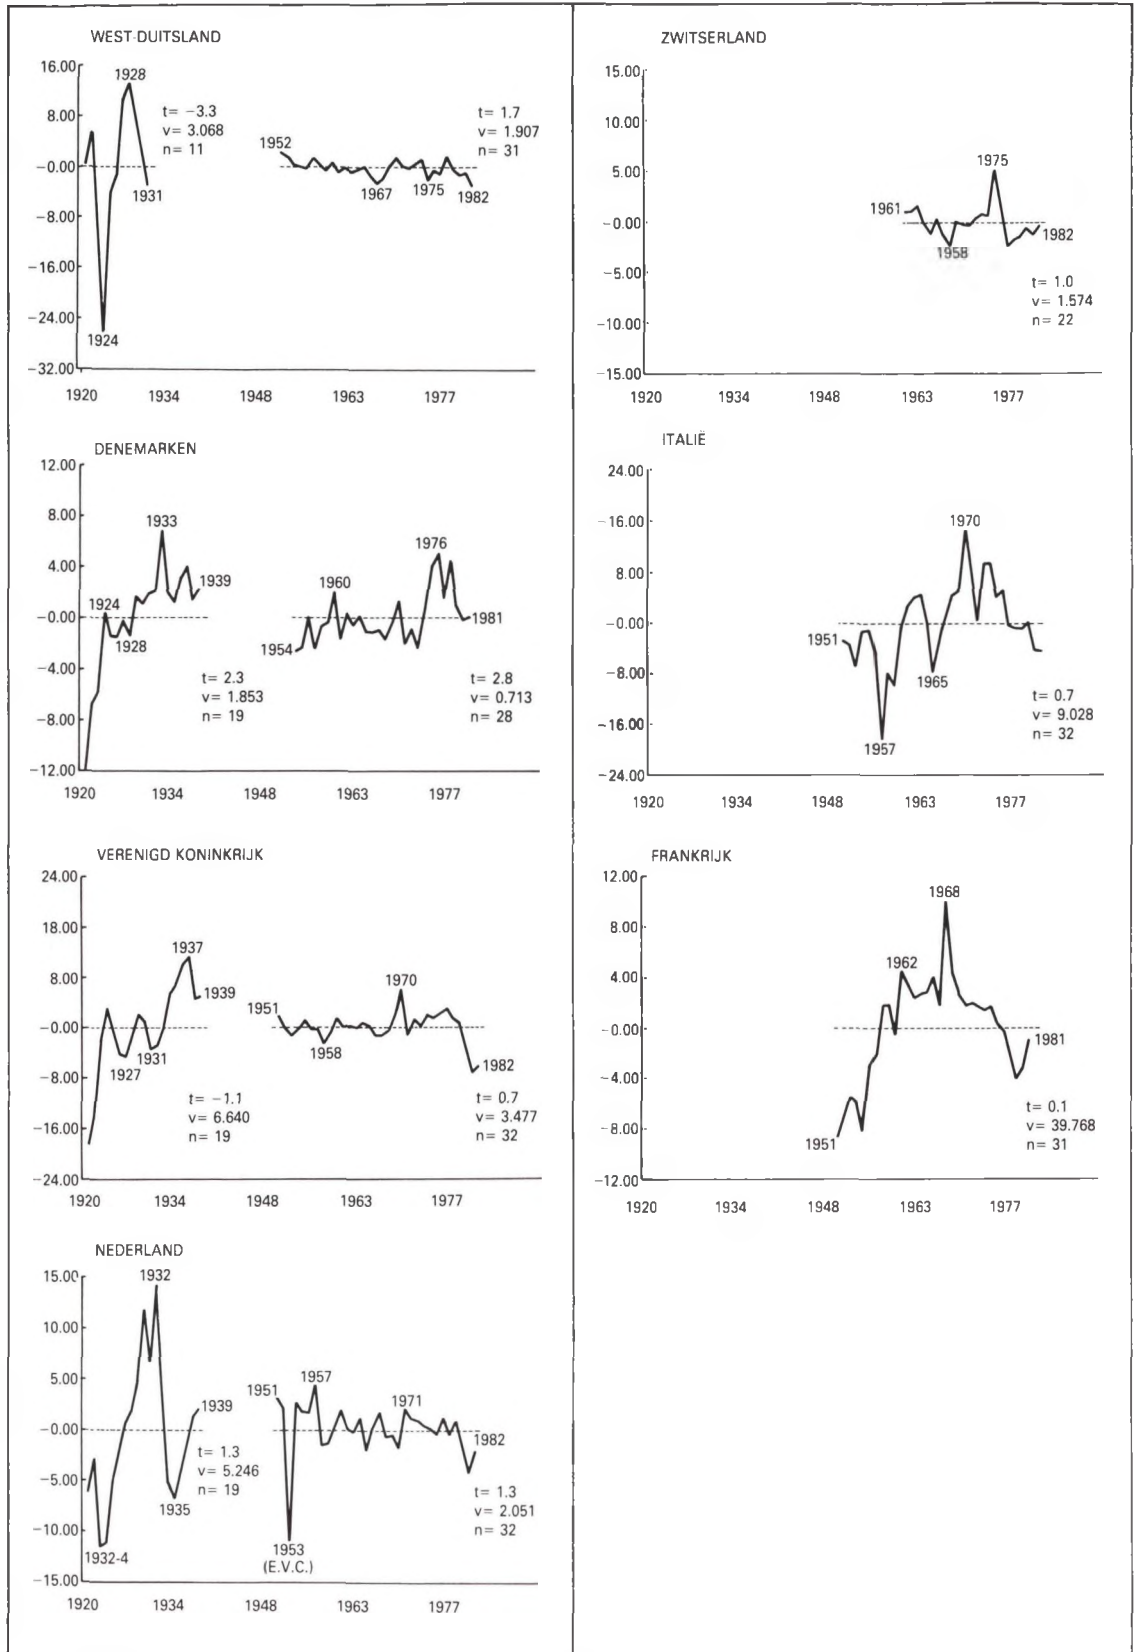 WEST-DUITSLAND
16.00
8.00
-0.00
-8.00
-16.00
-24.00
-32.00
1928
1931
1924
t= -3.3
v= 3.068
n= 11
1952
1967
1975
1982
t= 1.7
v= 1.907
n= 31
1920 1934 1948 1963 1977
ZWITSERLAND
15.00
10.00
5.00
-0.00
-5.00
-10.00
-15.00
1961
1975
1958
1982
t= 1.0
v= 1.574
n= 22
1920 1934 1948 1963 1977
DENEMARKEN
12.00
8.00
4.00
-0.00
-4.00
-8.00
-12.00
1933
1924
1928
1939
t= 2.3
v= 1.853
n= 19
1954
1960
1976
1981
t= 2.8
v= 0.713
n= 28
1920 1934 1948 1963 1977
ITALIË
24.00
-16.00
8.00
-0.00
-8.00
-16.00
-24.00
1951
1957
1965
1970
t= 0.7
v= 9.028
n= 32
1920 1934 1948 1963 1977
VERENIGD KONINKRIJK
24.00
18.00
8.00
-0.00
-8.00
-16.00
-24.00
1937
1939
1931
1927
t= -1.1
v= 6.640
n= 19
1951
1958
1970
1982
t= 0.7
v= 3.477
n= 32
1920 1934 1948 1963 1977
FRANKRIJK
12.00
8.00
4.00
-0.00
-4.00
-8.00
-12.00
1951
1962
1968
1981
t= 0.1
v= 39.768
n= 31
1920 1934 1948 1963 1977
NEDERLAND
15.00
10.00
5.00
-0.00
-5.00
-10.00
-15.00
1932
1939
1935
1932-4
t= 1.3
v= 5.246
n= 19
1951
1957
1953
(E.V.C.)
1971
1982
t= 1.3
v= 2.051
n= 32
1920 1934 1948 1963 1977